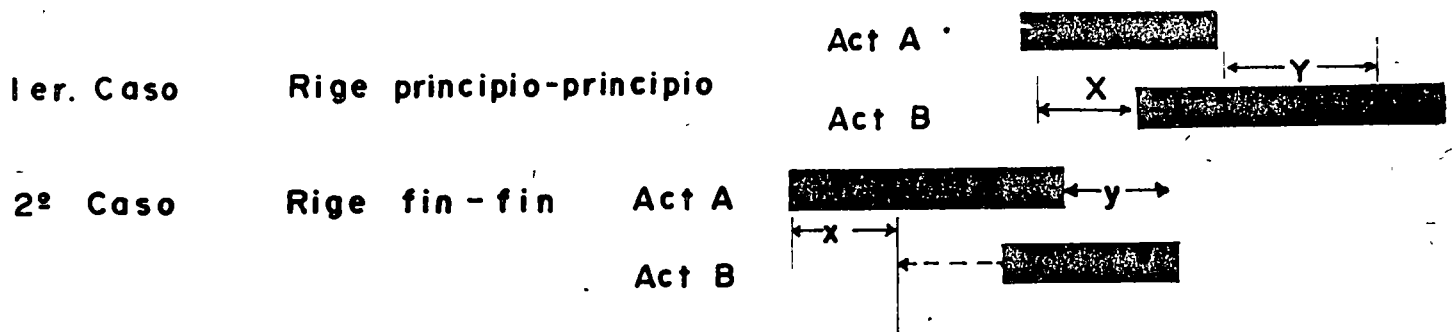 Act A
1er. Caso Rige principio-principio Y
X
Act B
2º Caso Rige fin-fin Act A y
x
Act B